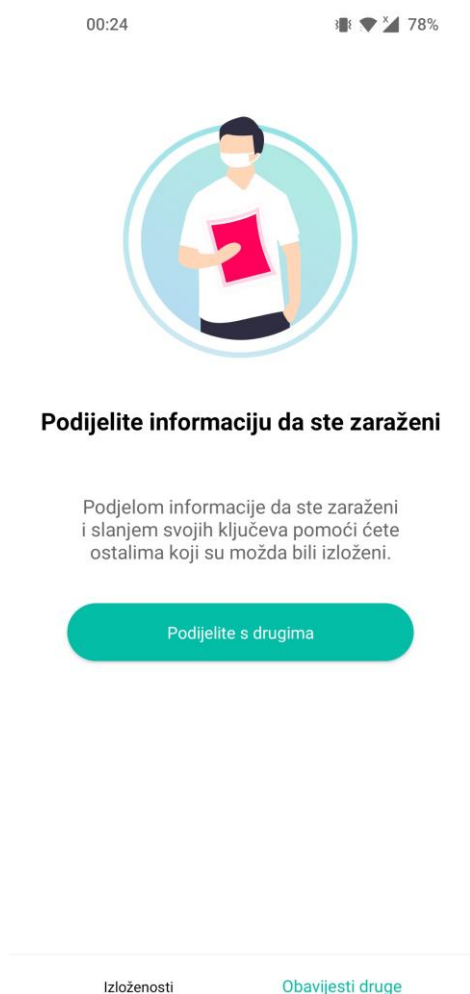 00:24
78%
Podijelite informaciju da ste zaraženi
Podjelom informacije da ste zaraženi
i slanjem svojih ključeva pomoći ćete
ostalima koji su možda bili izloženi.
Podijelite s drugima
Izloženosti
Obavijesti druge